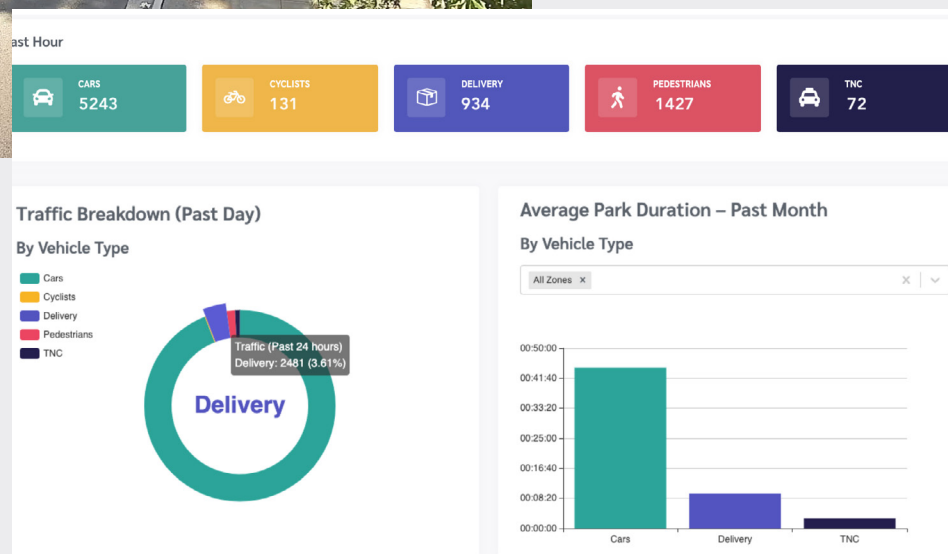 ast Hour
CARS
5243
CYCLISTS
131
DELIVERY
934
PEDESTRIANS
1427
TNC
72
Traffic Breakdown (Past Day)
By Vehicle Type
Cars
Cyclists
Delivery
Pedestrians
TNC
Traffic (Past 24 hours)
Delivery: 2481 (3.61%)
Delivery
Average Park Duration – Past Month
By Vehicle Type
All Zones ×
00:50:00
00:41:40
00:33:20
00:25:00
00:16:40
00:08:20
00:00:00
Cars Delivery TNC